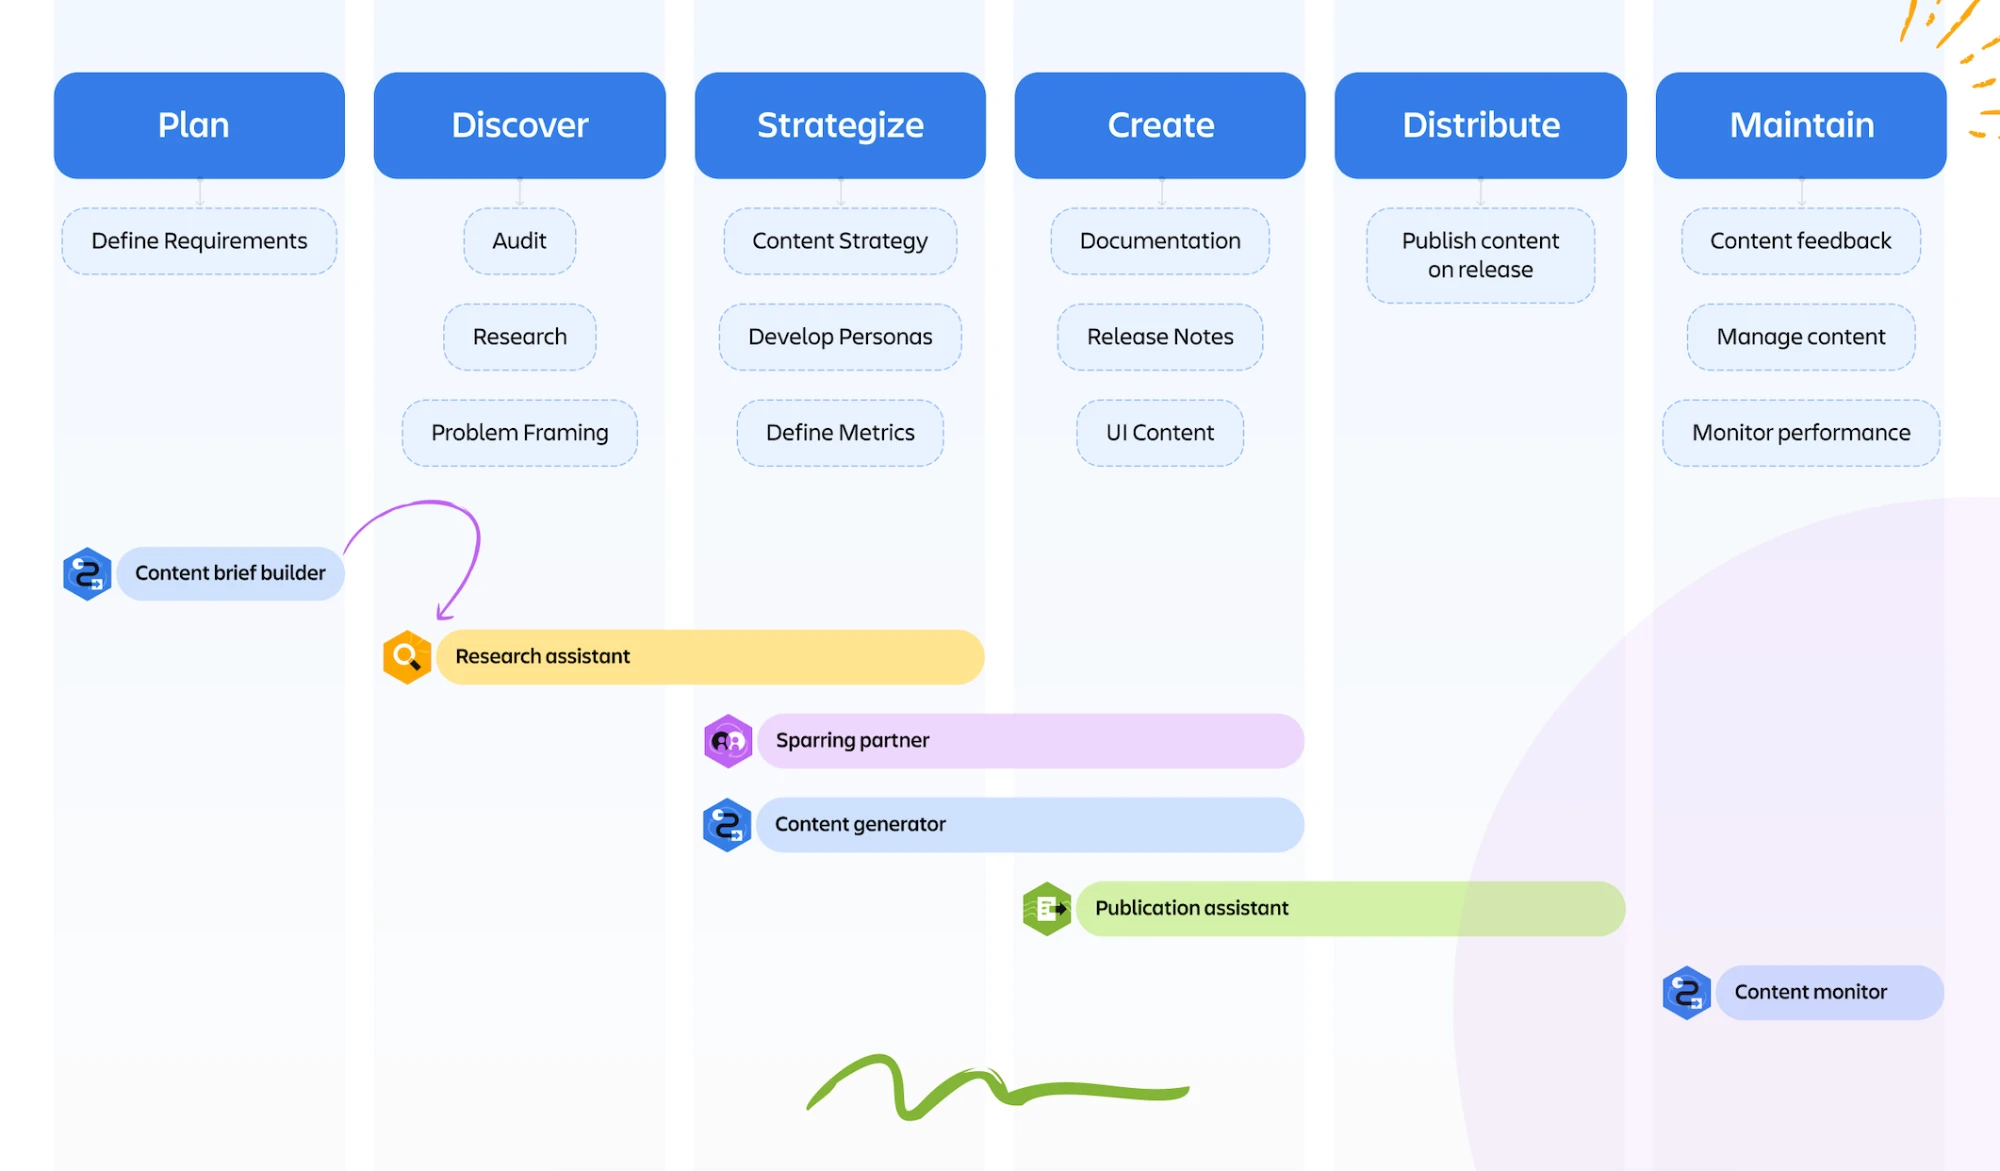 Plan
Discover
Strategize
Create
Distribute
Maintain
Define Requirements
Audit
Content Strategy
Documentation
Publish content
on release
Content feedback
Research
Develop Personas
Release Notes
Manage content
Problem Framing
Define Metrics
UI Content
Monitor performance
Content brief builder
Research assistant
Sparring partner
Content generator
Publication assistant
Content monitor